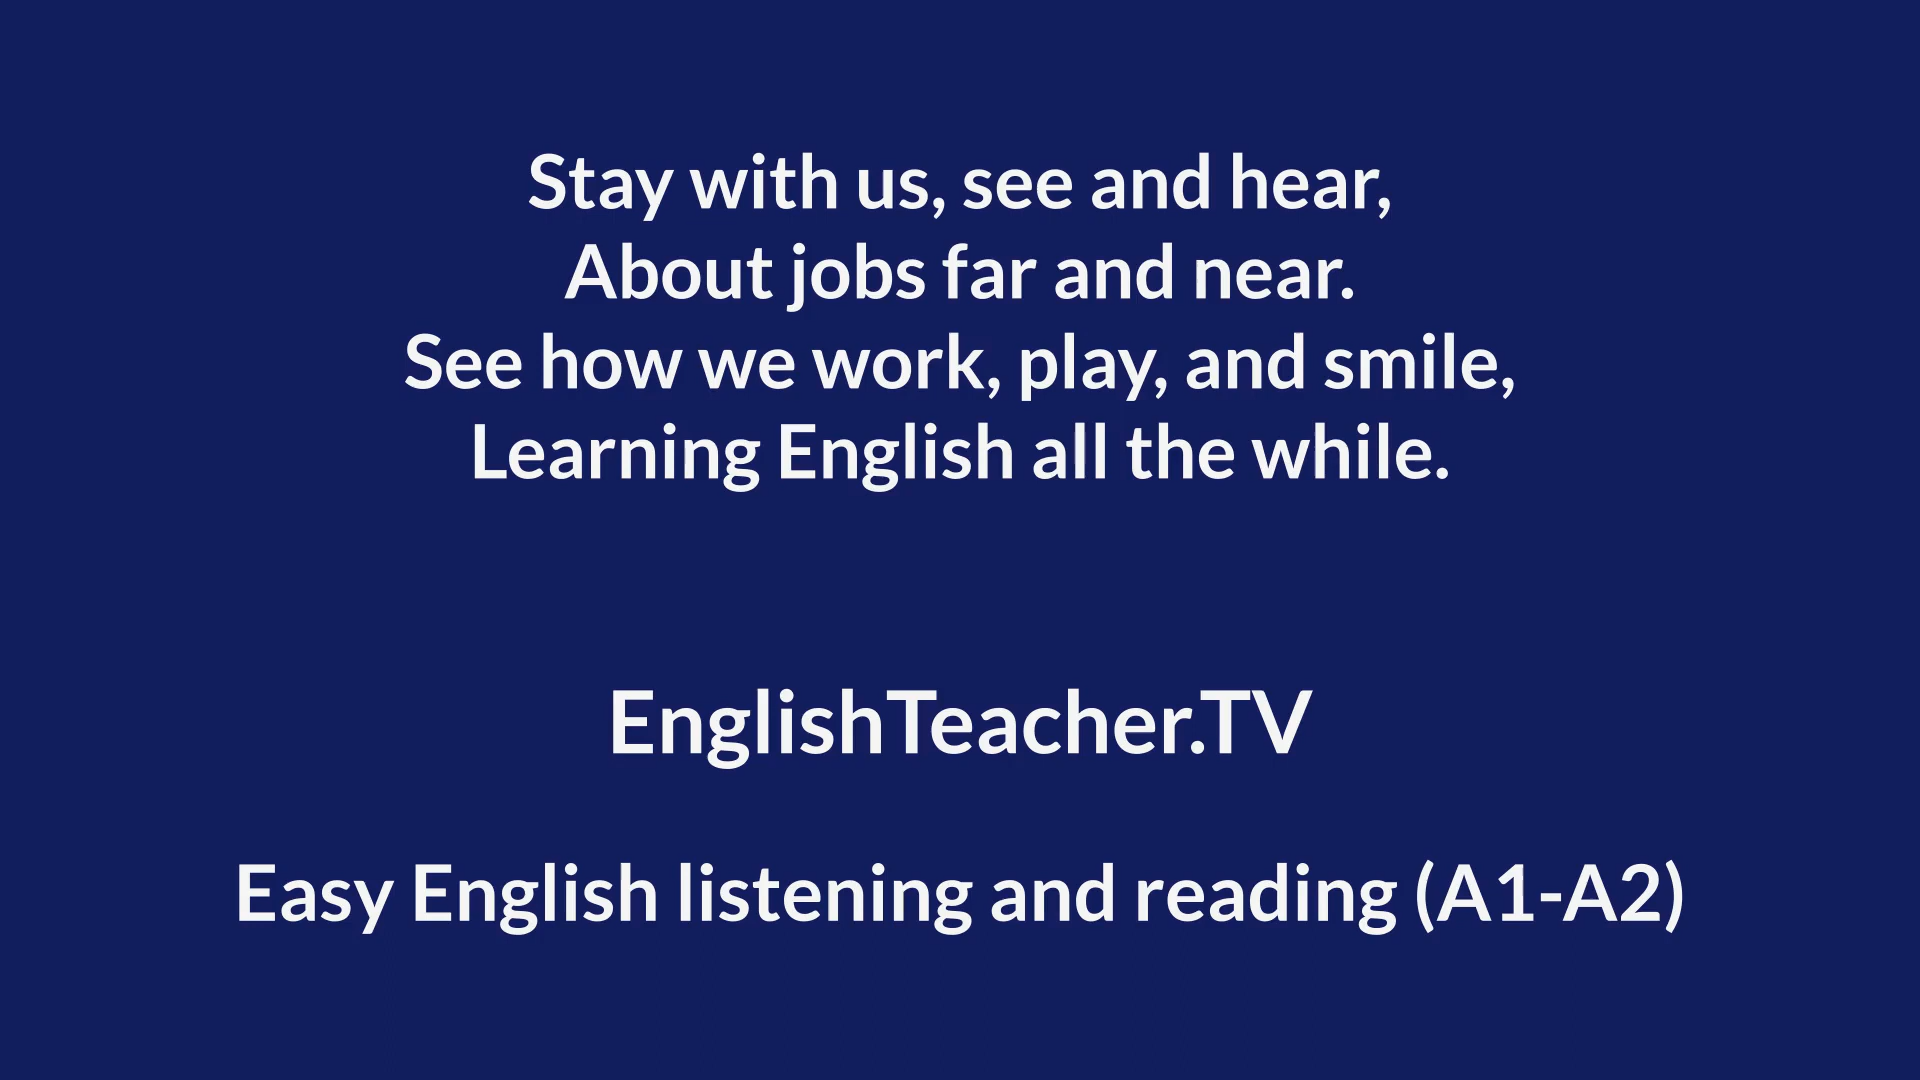 Stay with us, see and hear,
About jobs far and near.
See how we work, play, and smile,
Learning English all the while.
EnglishTeacher.TV
Easy English listening and reading (A1-A2)